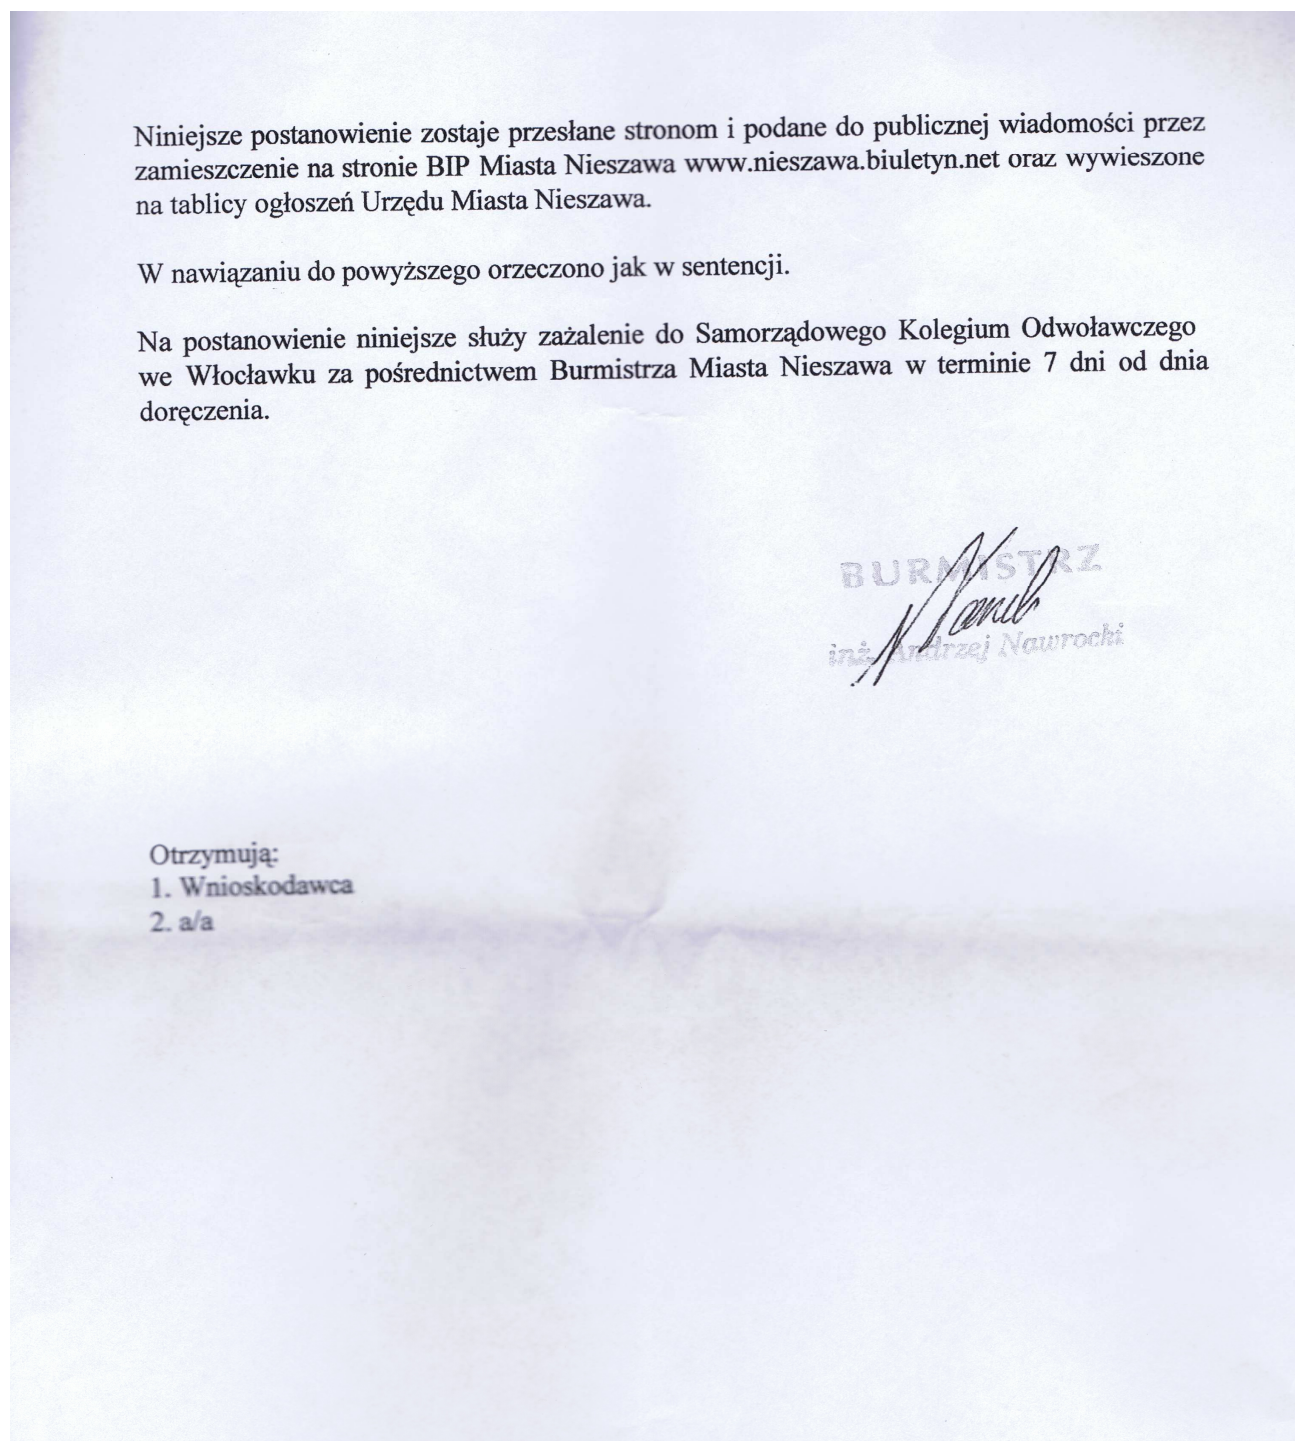 Niniejsze postanowienie zostaje przesłane stronom i podane do publicznej wiadomości przez
zamieszczenie na stronie BIP Miasta Nieszawa www.nieszawa.biuletyn.net oraz wywieszone
na tablicy ogłoszeń Urzędu Miasta Nieszawa.
W nawiązaniu do powyższego orzeczono jak w sentencji.
Na postanowienie niniejsze służy zażalenie do Samorządowego Kolegium Odwoławczego
we Włocławku za pośrednictwem Burmistrza Miasta Nieszawa w terminie 7 dni od dnia
doręczenia.
BURMISTRZ
inż. Andrzej Nawrocki
Otrzymują:
1. Wnioskodawca
2. a/a